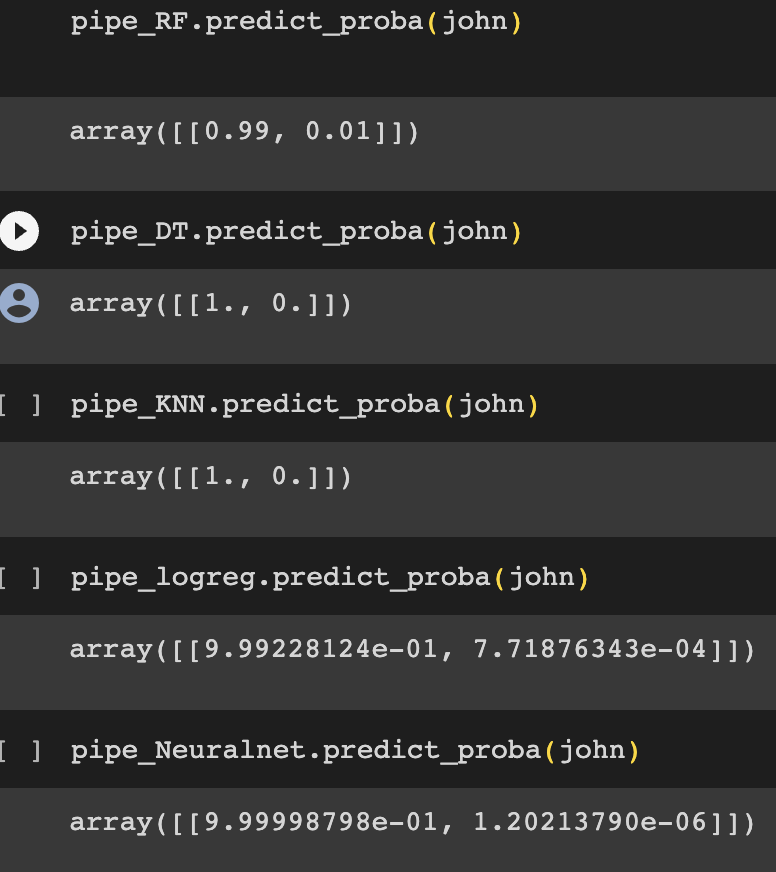 pipe_RF.predict_proba(john)
array([[0.99, 0.01]])
pipe_DT.predict_proba(john)
array([[1., 0.]])
[ ] pipe_KNN.predict_proba(john)
array([[1., 0.]])
[ ] pipe_logreg.predict_proba(john)
array([[9.99228124e-01, 7.71876343e-04]])
[ ] pipe_Neuralnet.predict_proba(john)
array([[9.99998798e-01, 1.20213790e-06]])